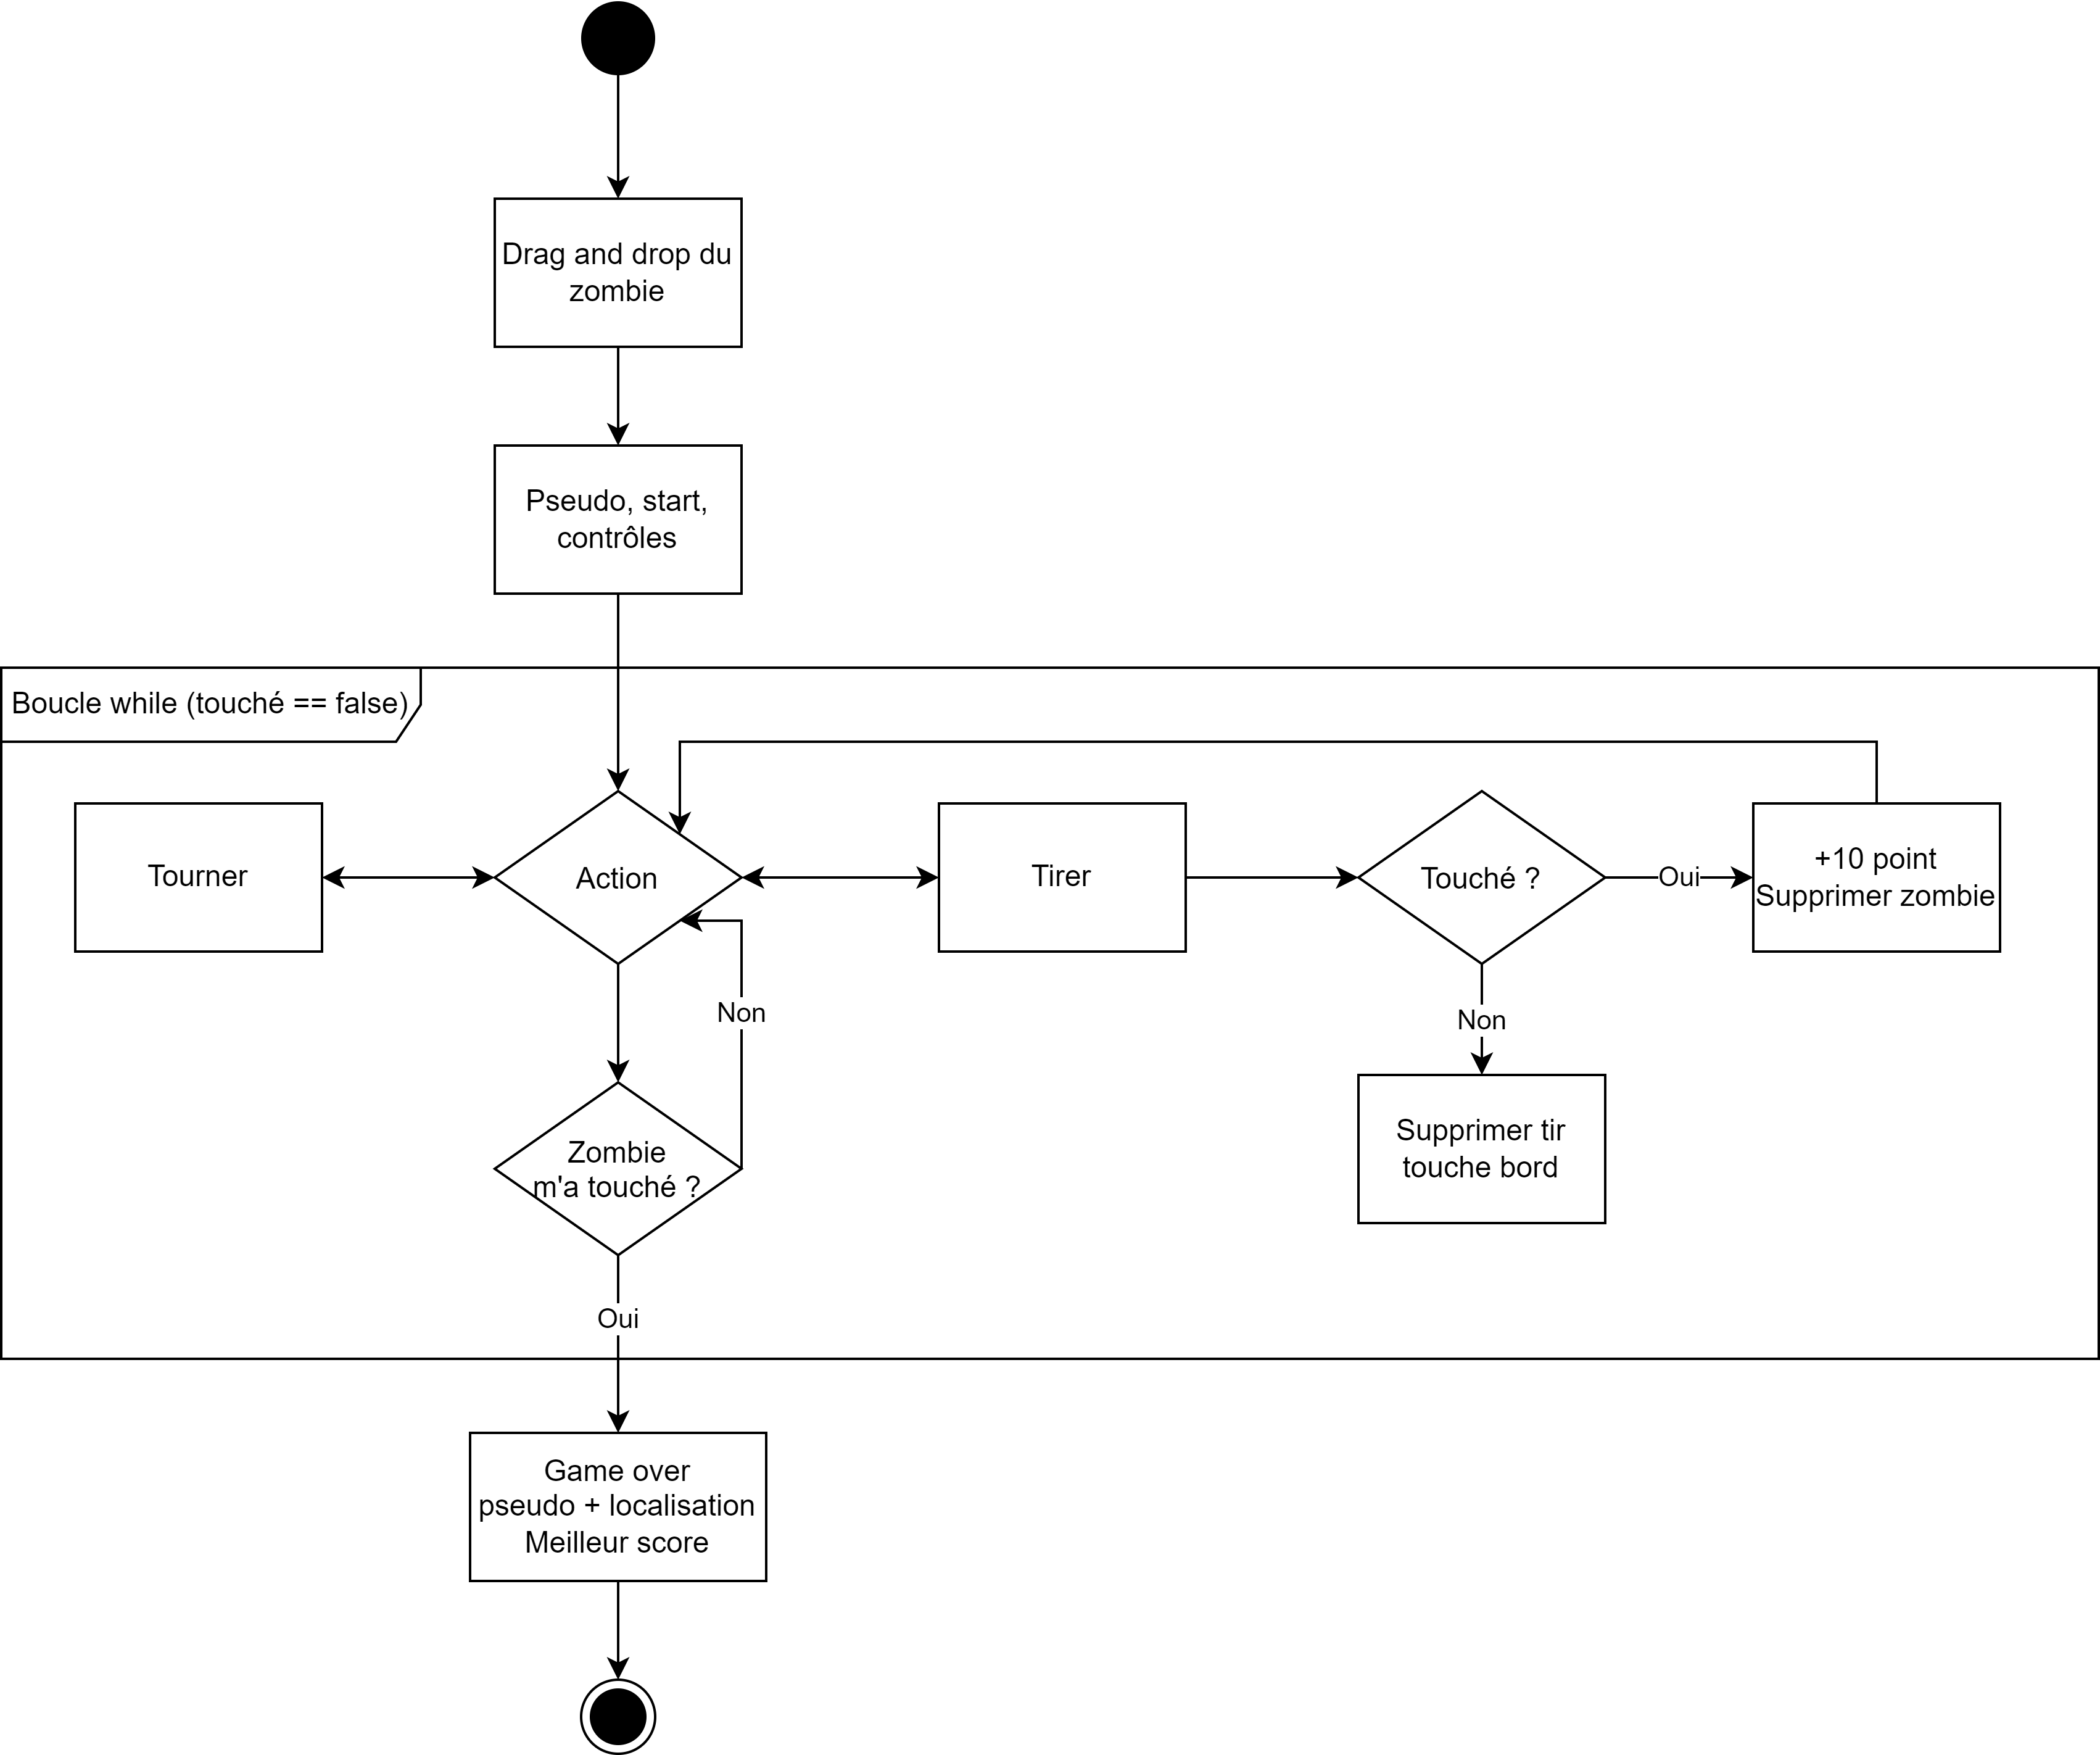 Drag and drop du
zombie
Pseudo, start,
contrôles
Boucle while (touché == false)
Tourner
Action
Tirer
Touché ?
Oui
+10 point
Supprimer zombie
Non
Non
Supprimer tir
touche bord
Zombie
m'a touché ?
Oui
Game over
pseudo + localisation
Meilleur score